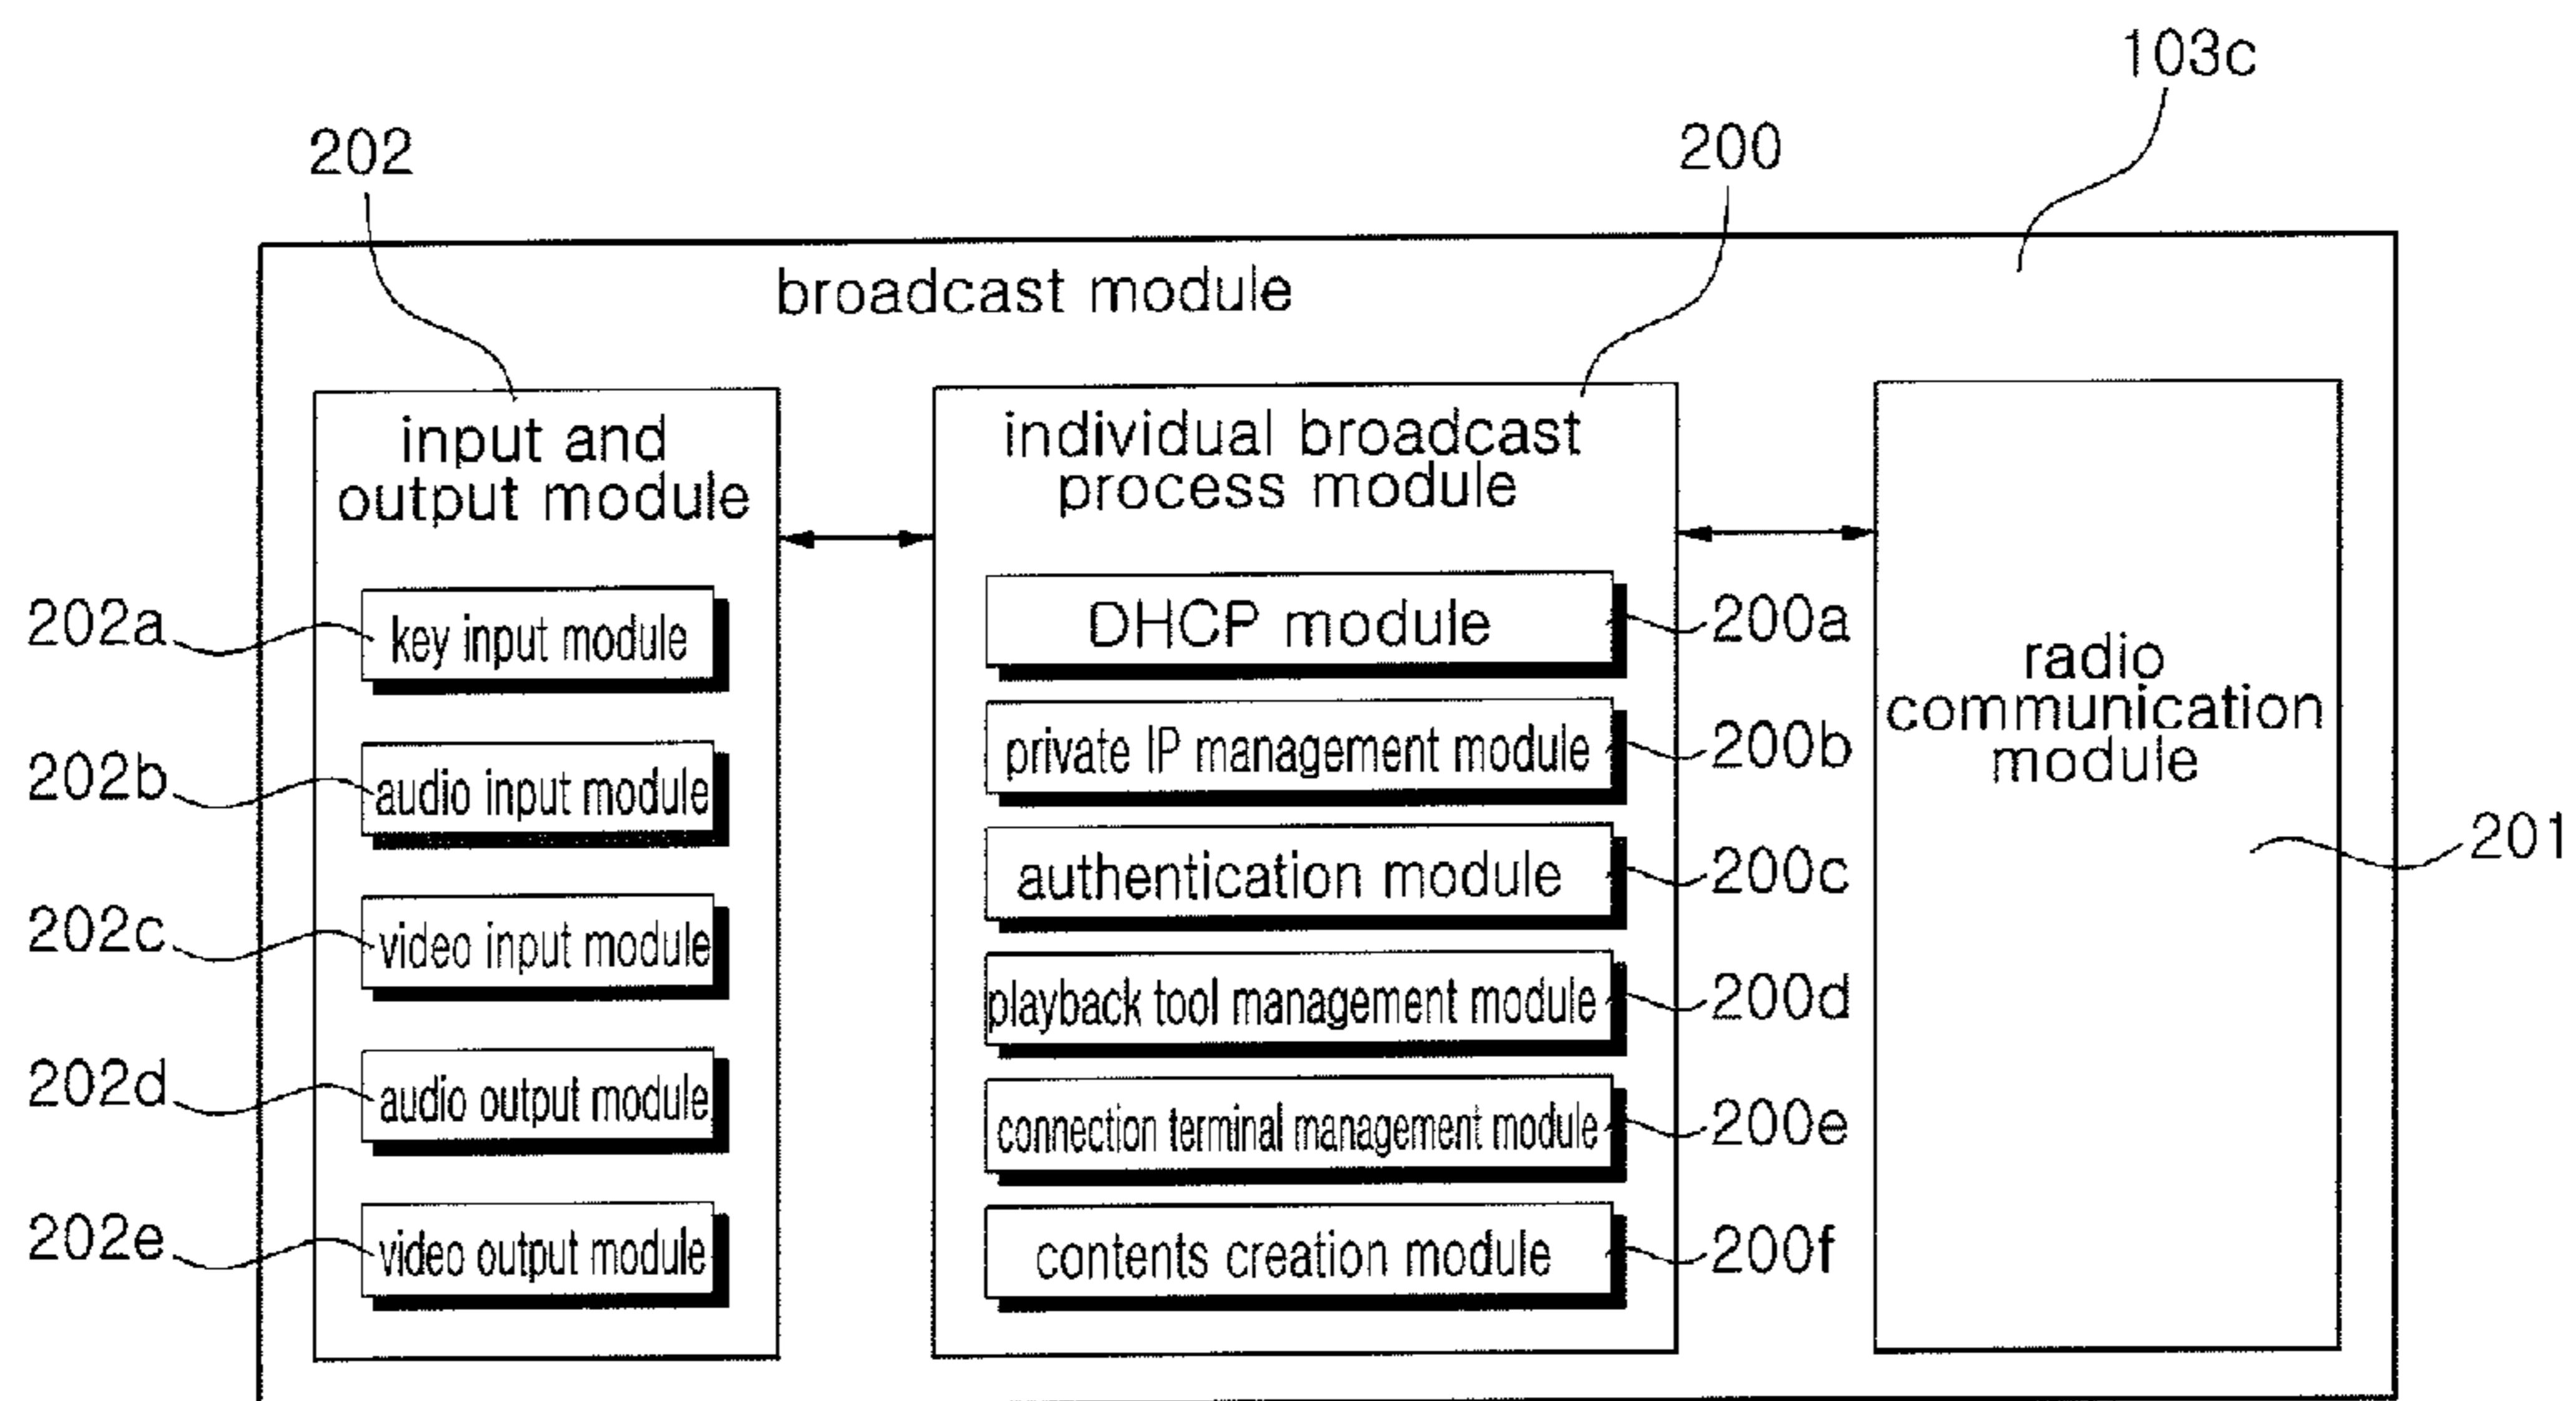 103c
202
200
broadcast module
input and
output module
individual broadcast
process module
202a
key input module
202b
audio input module
202c
video input module
202d
audio output module
202e
video output module
DHCP module
200a
private IP management module
200b
authentication module
200c
playback tool management module
200d
connection terminal management module
200e
contents creation module
200f
radio
communication
module
201